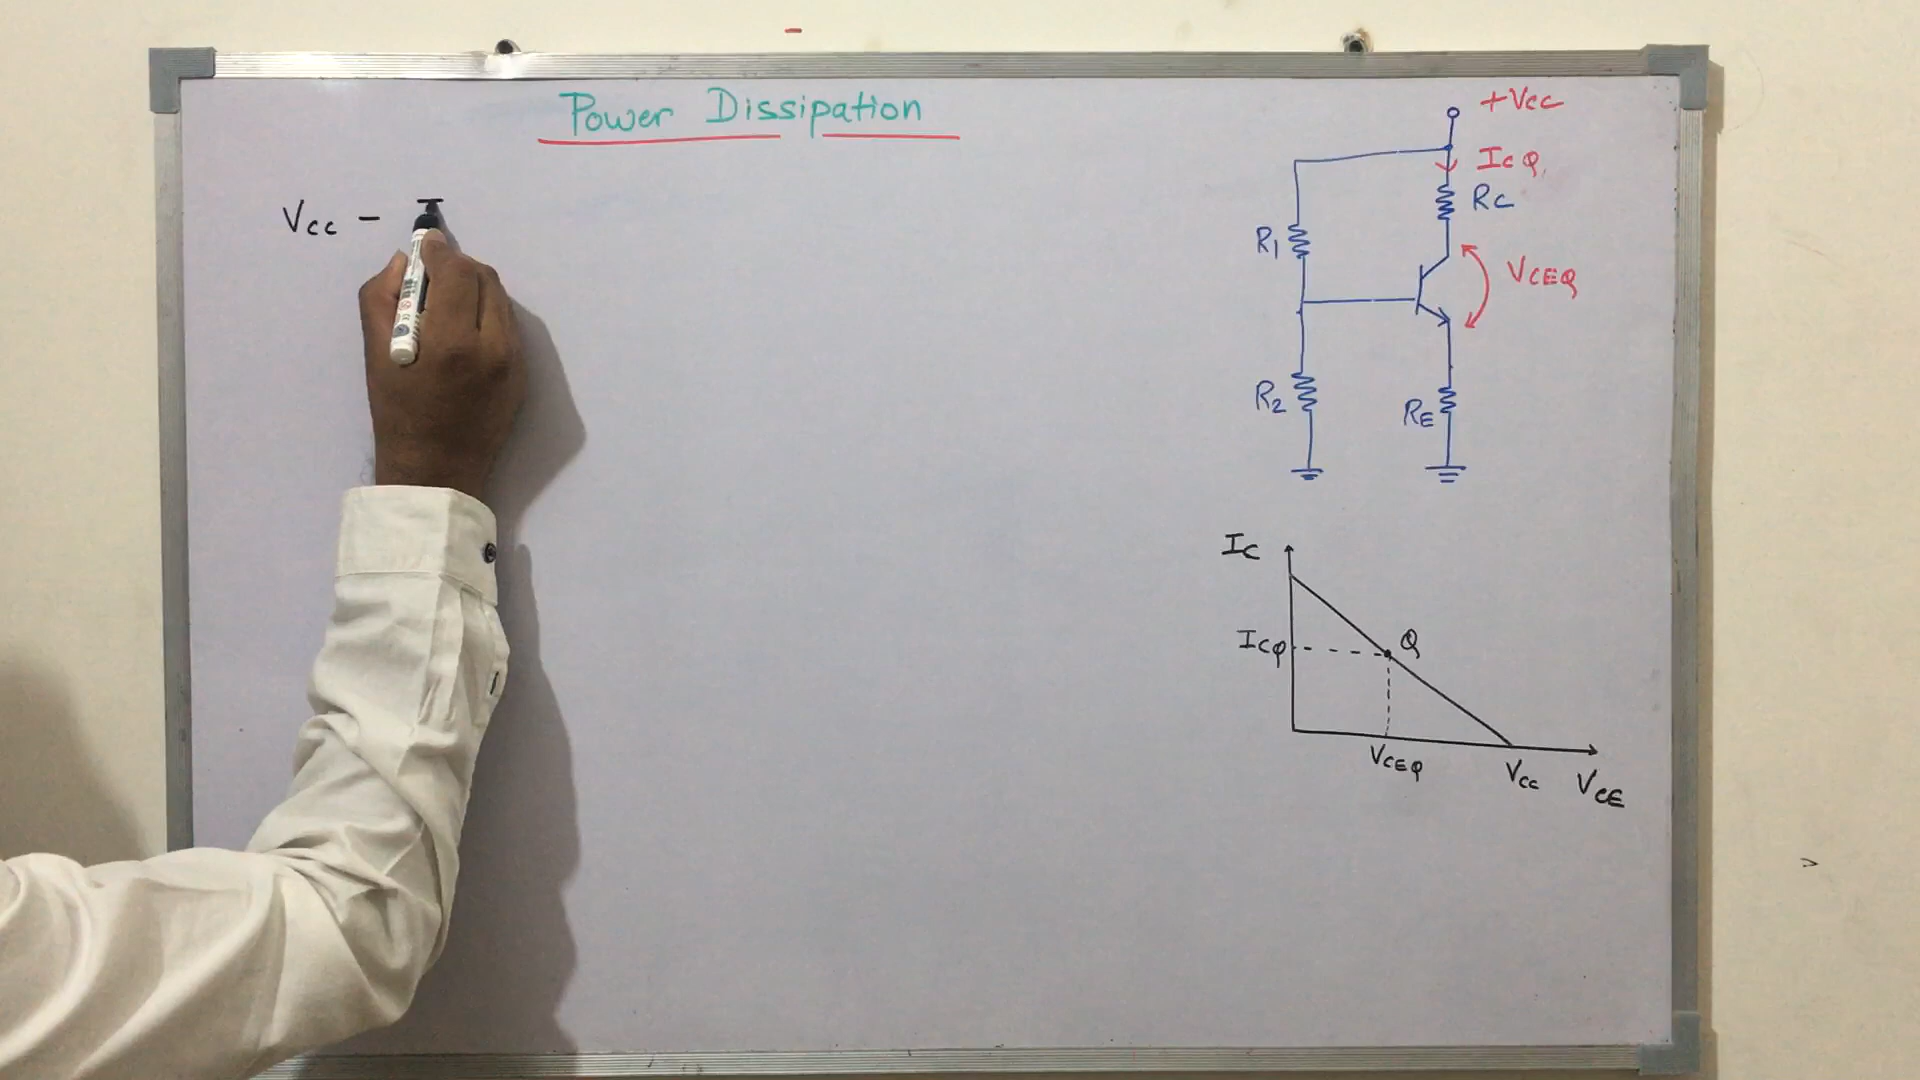 Power Dissipation
Vcc - I
+Vcc
IcQ
Rc
R1
VCEQ
R2
RE
Ic
ICQ
Q
VCEQ
Vcc
VCE